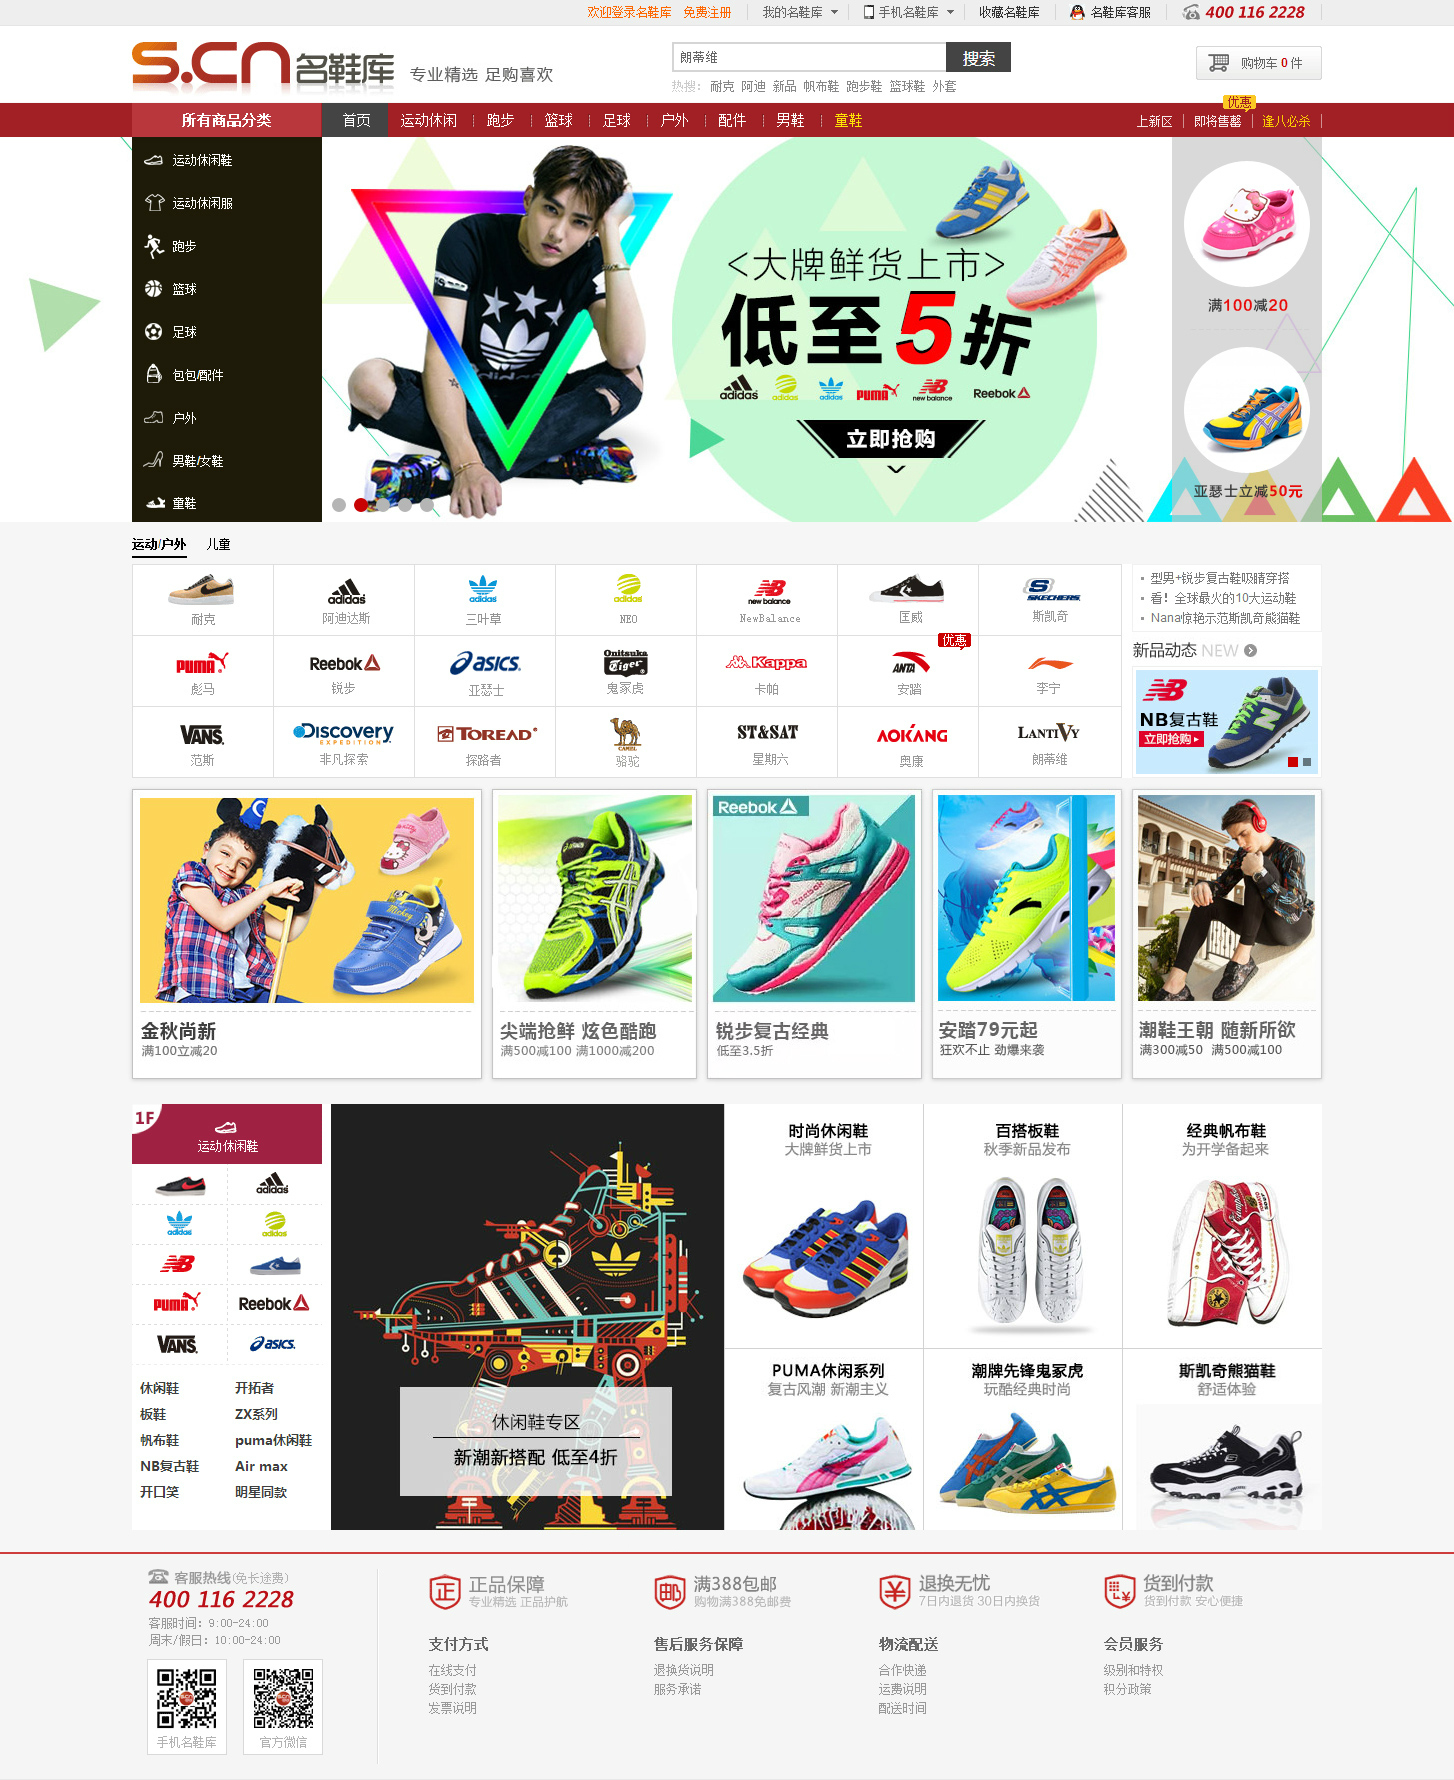 欢迎登录名鞋库 免费注册 我的名鞋库 手机名鞋库 收藏名鞋库 名鞋库客服 400 116 2228
s.cn名鞋库 专业精选 足购喜欢
朗蒂维 搜索
购物车 0 件
热搜: 耐克 阿迪 新品 帆布鞋 跑步鞋 篮球鞋 外套
优惠
所有商品分类 首页 运动休闲 跑步 篮球 足球 户外 配件 男鞋 童鞋 上新区 即将售罄 逢八必杀
运动休闲鞋
运动休闲服
跑步
篮球
足球
包包/配件
户外
男鞋/女鞋
童鞋
<大牌鲜货上市>
低至5折
adidas adidas adidas PUMA NB new balance Reebok
立即抢购
满100减20
亚瑟士立减50元
运动/户外 儿童
耐克
adidas
阿迪达斯
adidas
三叶草
adidas
NEO
NB
new balance
NewBalance
匡威
S
SKECHERS
斯凯奇
PUMA
彪马
Reebok
锐步
asics
亚瑟士
Onitsuka
Tiger
鬼冢虎
Kappa
卡帕
优惠
ANTA
安踏
李宁
VANS
范斯
Discovery
EXPEDITION
非凡探索
TOREAD
探路者
CAMEL
骆驼
ST&SAT
星期六
AOKANG
奥康
LANTIVY
朗蒂维
型男+锐步复古鞋吸睛穿搭
看！全球最火的10大运动鞋
Nana惊艳示范斯凯奇熊猫鞋
新品动态 NEW
NB
NB复古鞋
立即抢购
金秋尚新
满100立减20
尖端抢鲜 炫色酷跑
满500减100 满1000减200
Reebok
锐步复古经典
低至3.5折
安踏79元起
狂欢不止 劲爆来袭
潮鞋王朝 随新所欲
满300减50 满500减100
1F
运动休闲鞋
adidas
adidas adidas
NB
PUMA Reebok
VANS asics
休闲鞋 开拓者
板鞋 ZX系列
帆布鞋 puma休闲鞋
NB复古鞋 Air max
开口笑 明星同款
休闲鞋专区
新潮新搭配 低至4折
时尚休闲鞋
大牌鲜货上市
百搭板鞋
秋季新品发布
经典帆布鞋
为开学备起来
PUMA休闲系列
复古风潮 新潮主义
潮牌先锋鬼冢虎
玩酷经典时尚
斯凯奇熊猫鞋
舒适体验
客服热线(免长途费)
400 116 2228
客服时间：9:00-24:00
周末/假日：10:00-24:00
手机名鞋库 官方微信
正品保障
专业精选 正品护航
满388包邮
购物满388免邮费
退换无忧
7日内退货 30日内换货
货到付款
货到付款 安心便捷
支付方式
在线支付
货到付款
发票说明
售后服务保障
退换货说明
服务承诺
物流配送
合作快递
运费说明
配送时间
会员服务
级别和特权
积分政策